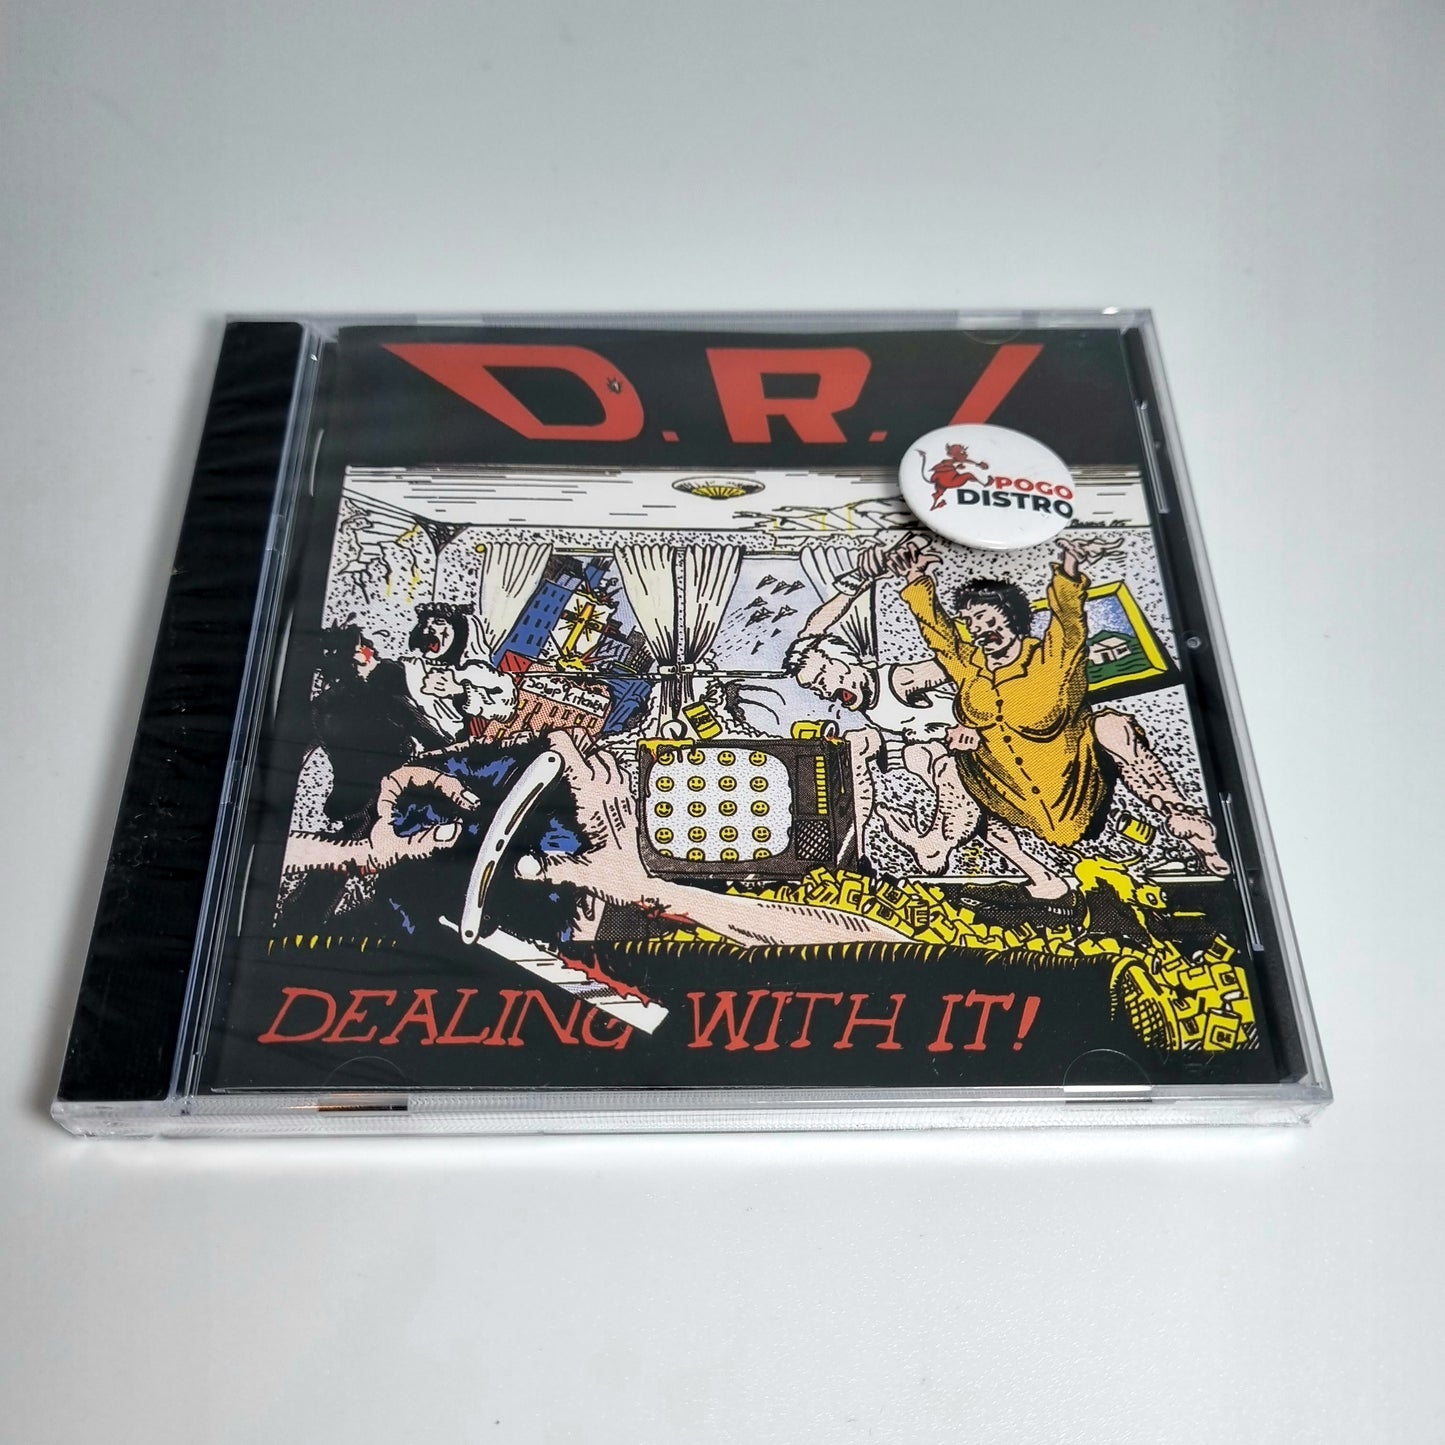 D.R.I.
POGO
DISTRO
DEALING WITH IT!